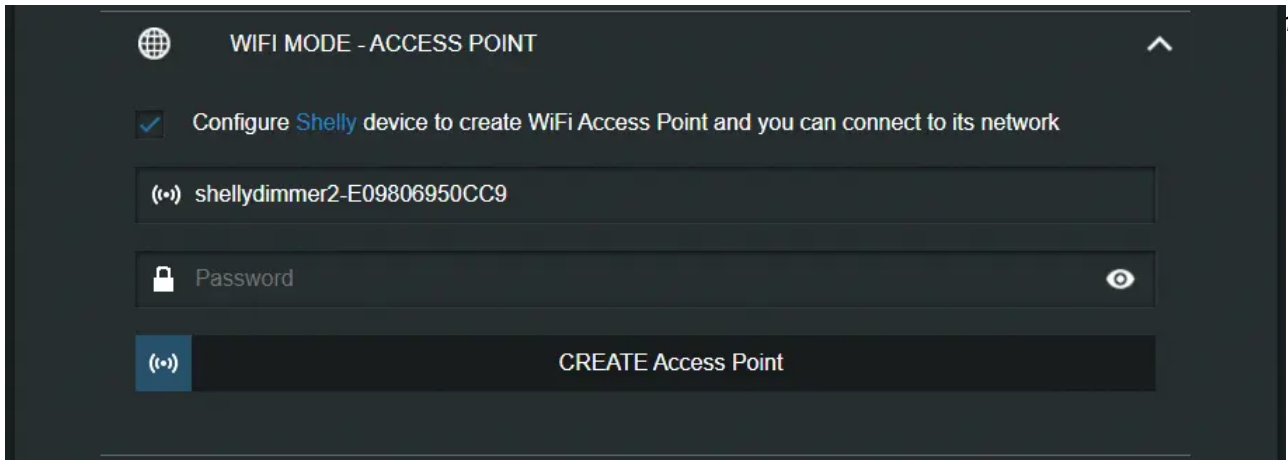 WIFI MODE - ACCESS POINT
Configure Shelly device to create WiFi Access Point and you can connect to its network
shellydimmer2-E09806950CC9
Password
CREATE Access Point